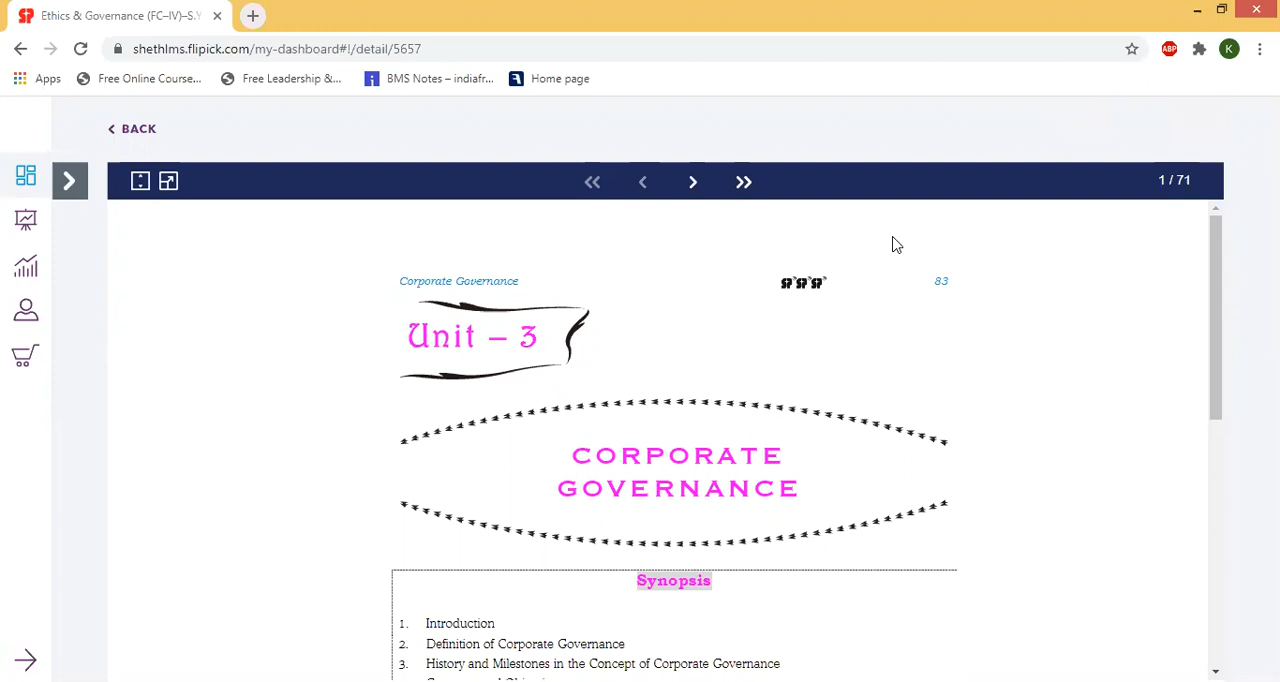 Ethics & Governance (FC–IV)–S.Y
shethlms.flipick.com/my-dashboard#!/detail/5657
ABP
K
Apps
Free Online Course...
Free Leadership &...
BMS Notes – indiafr...
Home page
BACK
1 / 71
Corporate Governance
83
Unit – 3
CORPORATE
GOVERNANCE
Synopsis
1. Introduction
2. Definition of Corporate Governance
3. History and Milestones in the Concept of Corporate Governance